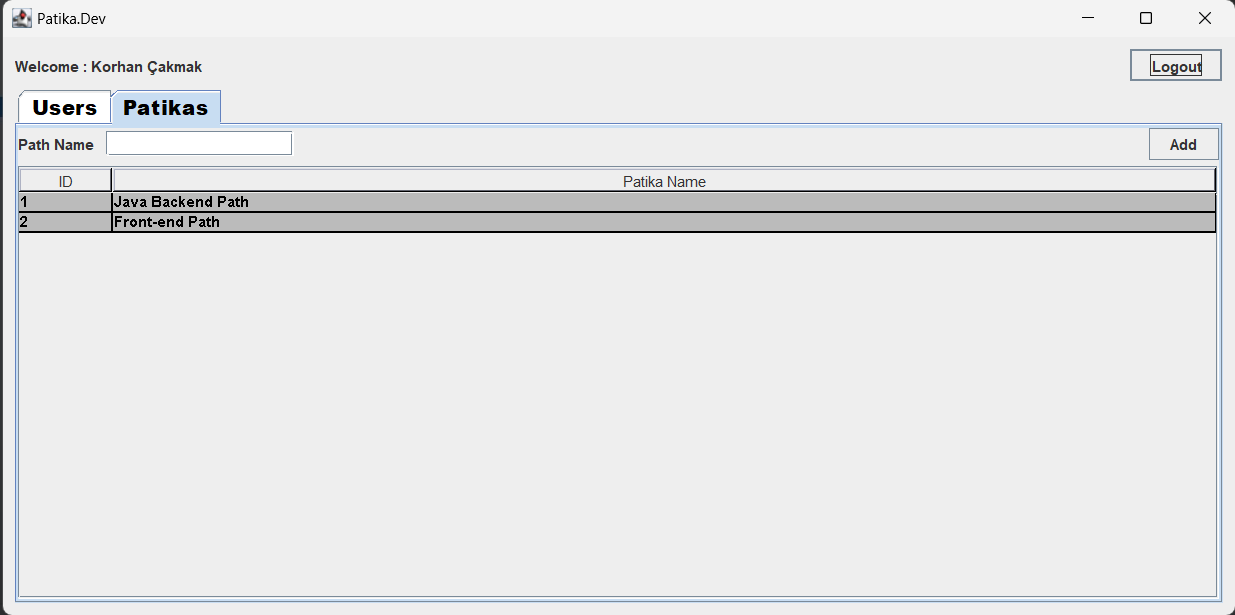 Patika.Dev
Welcome : Korhan Çakmak
Logout
Users
Patikas
Path Name
Add
ID Patika Name
1 Java Backend Path
2 Front-end Path